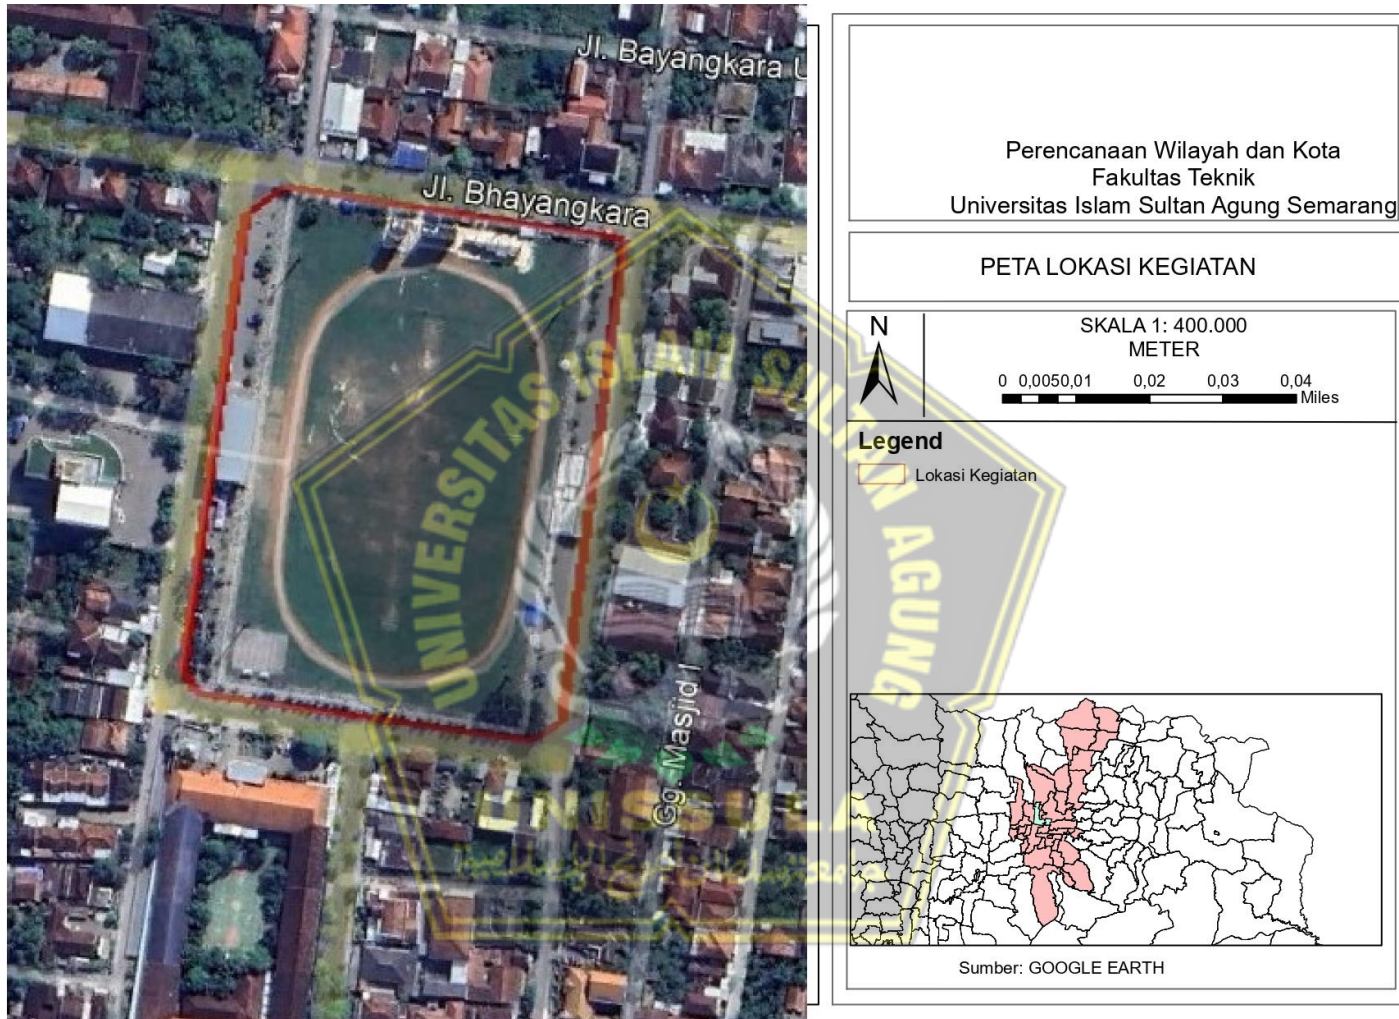 Jl. Bayangkara U
Jl. Bhayangkara
Gg. Masjid 1
UNIVERSITAS ISLAM SULTAN AGUNG
UNISSULA
Perencanaan Wilayah dan Kota
Fakultas Teknik
Universitas Islam Sultan Agung Semarang
PETA LOKASI KEGIATAN
N
SKALA 1: 400.000
METER
0 0,0050,01 0,02 0,03 0,04
Miles
Legend
Lokasi Kegiatan
Sumber: GOOGLE EARTH